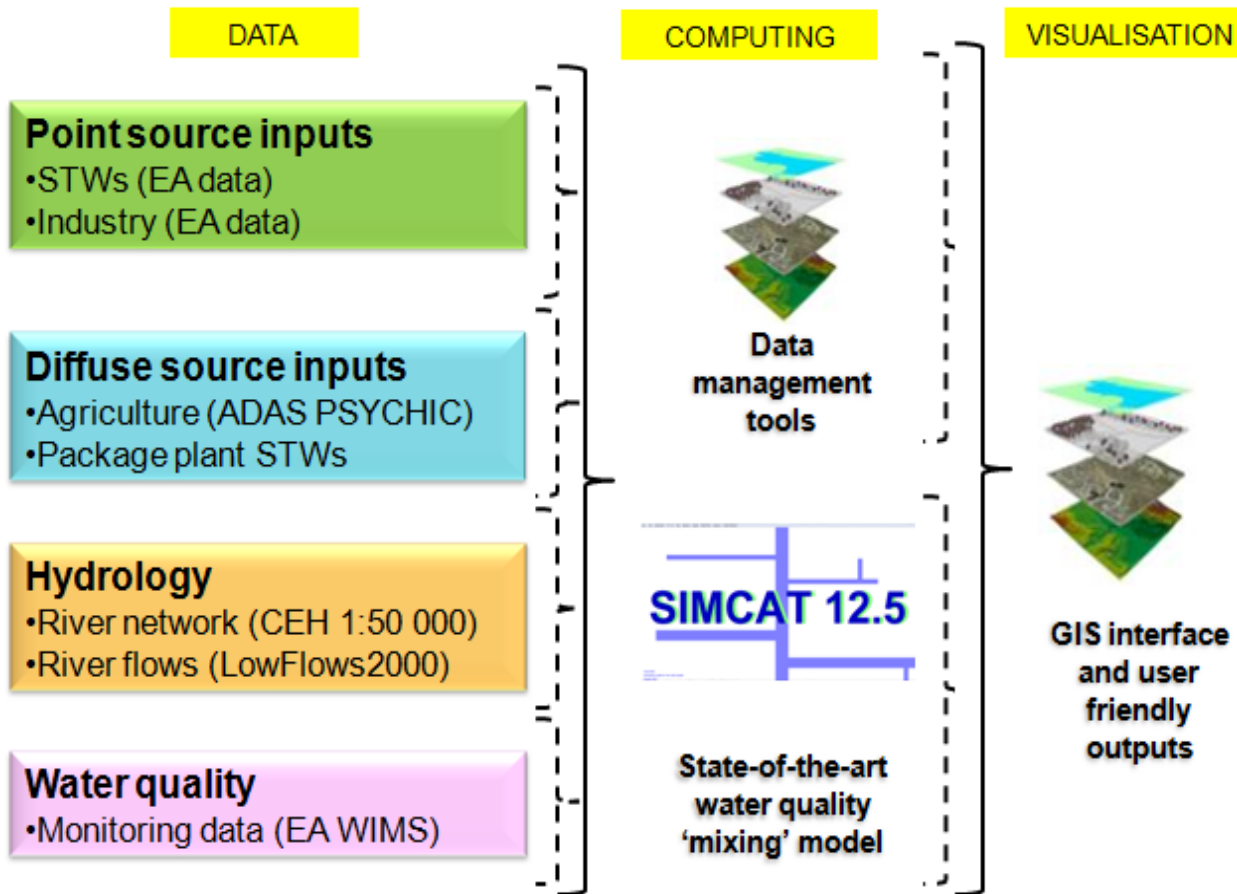 DATA
COMPUTING
VISUALISATION
Point source inputs
•STWs (EA data)
•Industry (EA data)
Diffuse source inputs
•Agriculture (ADAS PSYCHIC)
•Package plant STWs
Hydrology
•River network (CEH 1:50 000)
•River flows (LowFlows2000)
Water quality
•Monitoring data (EA WIMS)
Data
management
tools
SIMCAT 12.5
State-of-the-art
water quality
‘mixing’ model
GIS interface
and user
friendly
outputs